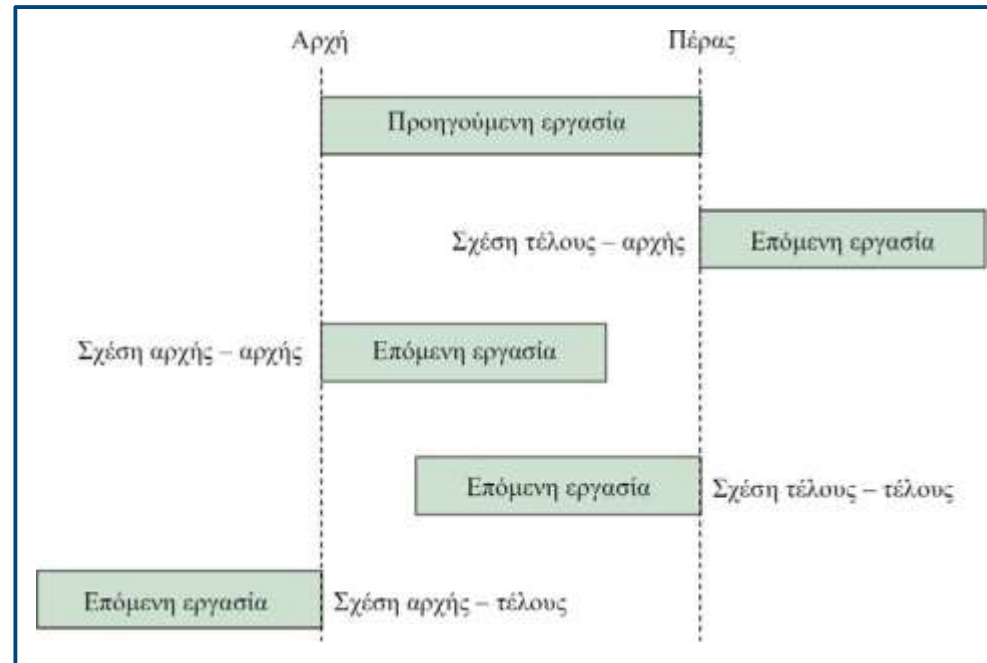 Αρχή
Πέρας
Προηγούμενη εργασία
Σχέση τέλους – αρχής
Επόμενη εργασία
Σχέση αρχής – αρχής
Επόμενη εργασία
Επόμενη εργασία
Σχέση τέλους – τέλους
Επόμενη εργασία
Σχέση αρχής – τέλους